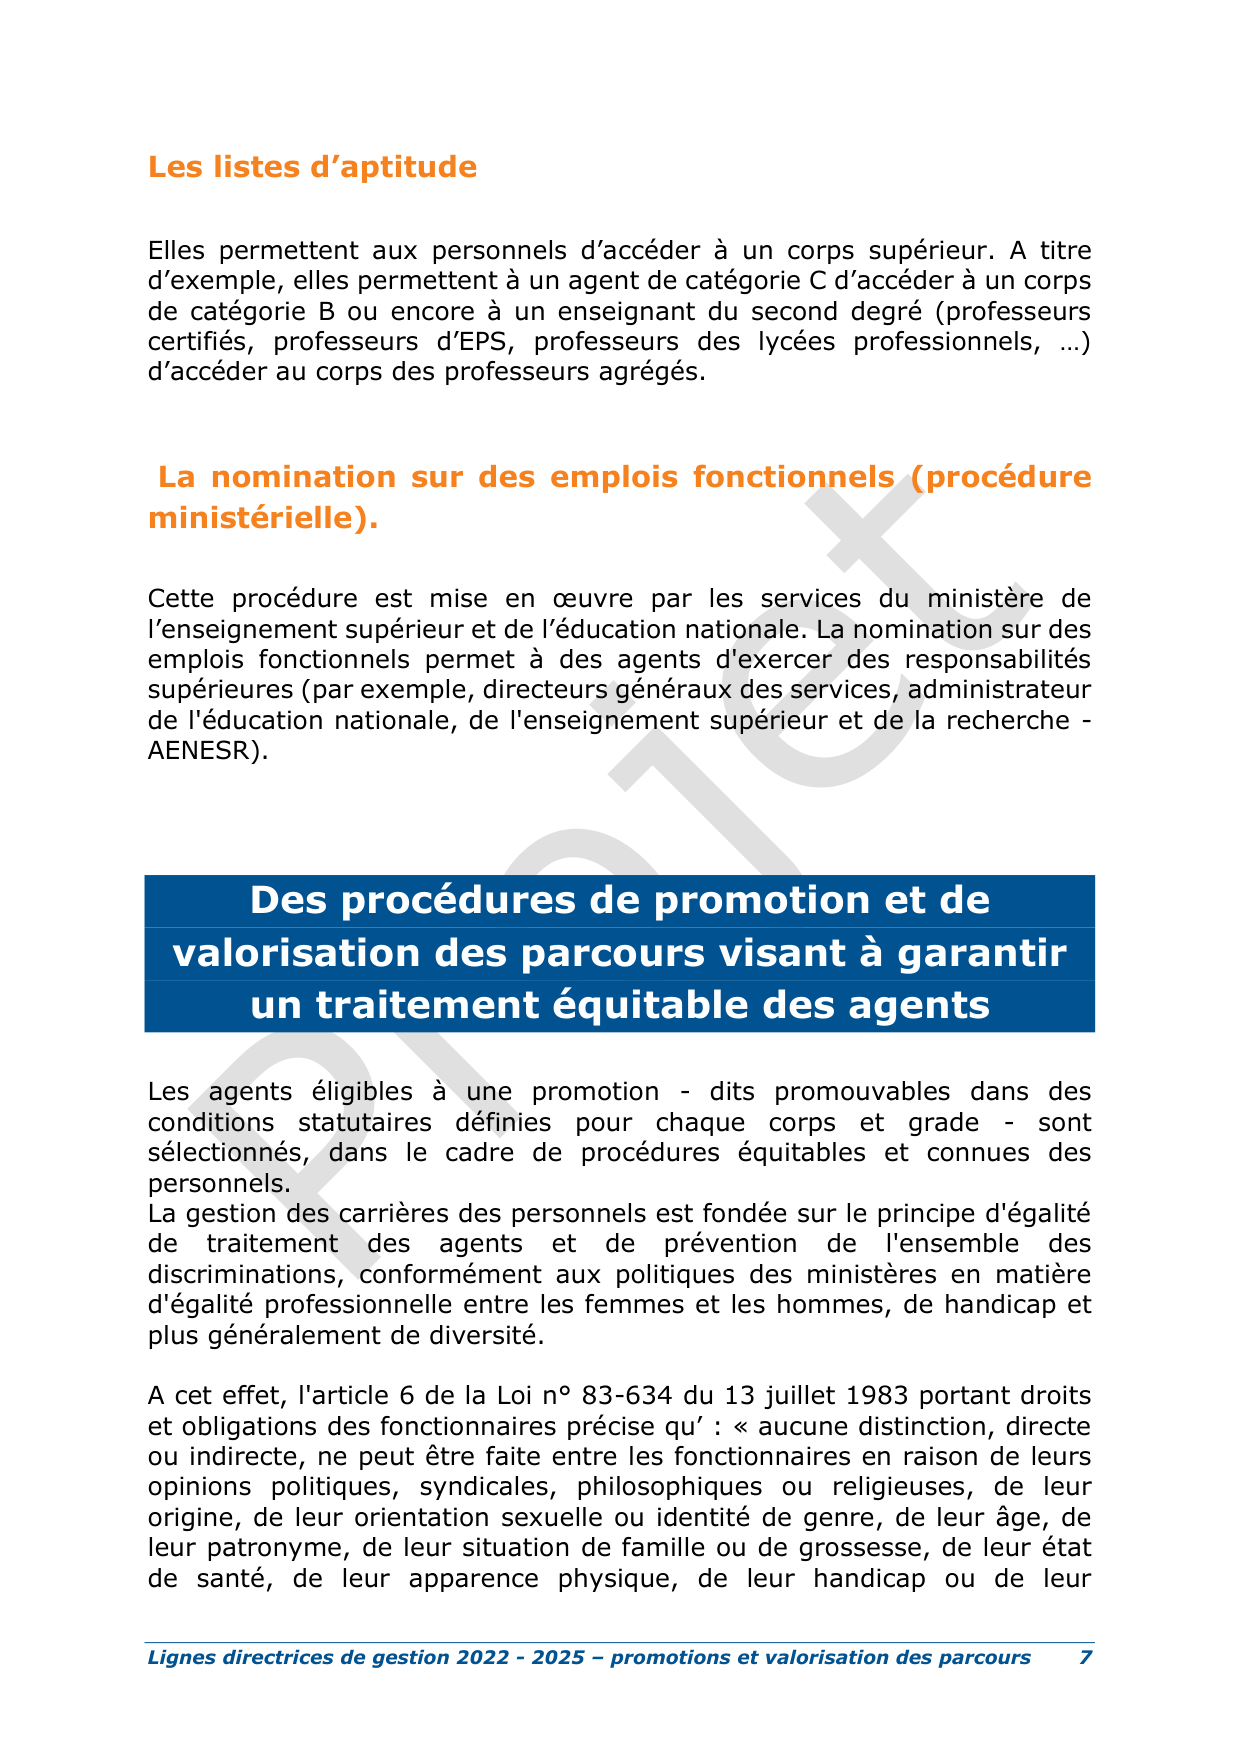 Les listes d’aptitude
Elles permettent aux personnels d’accéder à un corps supérieur. A titre
d’exemple, elles permettent à un agent de catégorie C d’accéder à un corps
de catégorie B ou encore à un enseignant du second degré (professeurs
certifiés, professeurs d’EPS, professeurs des lycées professionnels, …)
d’accéder au corps des professeurs agrégés.
La nomination sur des emplois fonctionnels (procédure
ministérielle).
Cette procédure est mise en œuvre par les services du ministère de
l’enseignement supérieur et de l’éducation nationale. La nomination sur des
emplois fonctionnels permet à des agents d'exercer des responsabilités
supérieures (par exemple, directeurs généraux des services, administrateur
de l'éducation nationale, de l'enseignement supérieur et de la recherche -
AENESR).
Projet
Des procédures de promotion et de
valorisation des parcours visant à garantir
un traitement équitable des agents
Les agents éligibles à une promotion - dits promouvables dans des
conditions statutaires définies pour chaque corps et grade - sont
sélectionnés, dans le cadre de procédures équitables et connues des
personnels.
La gestion des carrières des personnels est fondée sur le principe d'égalité
de traitement des agents et de prévention de l'ensemble des
discriminations, conformément aux politiques des ministères en matière
d'égalité professionnelle entre les femmes et les hommes, de handicap et
plus généralement de diversité.
A cet effet, l'article 6 de la Loi n° 83-634 du 13 juillet 1983 portant droits
et obligations des fonctionnaires précise qu’ : « aucune distinction, directe
ou indirecte, ne peut être faite entre les fonctionnaires en raison de leurs
opinions politiques, syndicales, philosophiques ou religieuses, de leur
origine, de leur orientation sexuelle ou identité de genre, de leur âge, de
leur patronyme, de leur situation de famille ou de grossesse, de leur état
de santé, de leur apparence physique, de leur handicap ou de leur
Lignes directrices de gestion 2022 - 2025 – promotions et valorisation des parcours 7